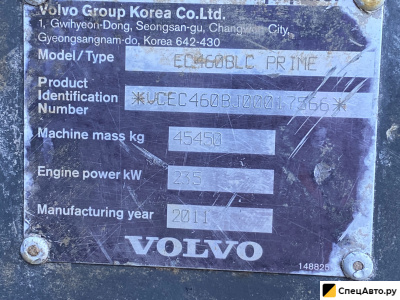 Volvo Group Korea Co.Ltd.
1, Gwihyeon-Dong, Seongsan-gu, Changwon City,
Gyeongsangnam-do, Korea 642-430
Model/Type EC460BLC PRIME
Product
Identification
Number *VCEC460BJ00017566*
Machine mass kg 45450
Engine power kW 235
Manufacturing year 2011
VOLVO
148825
СпецАвто.ру